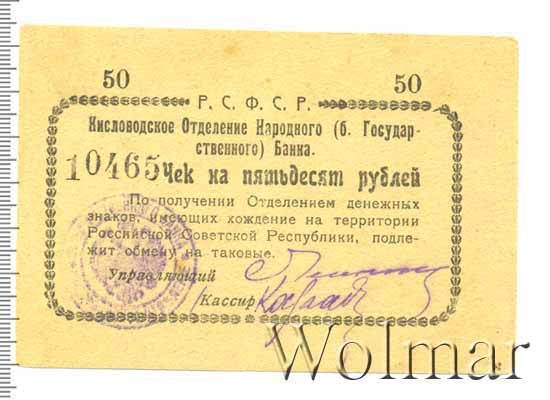 50 50
Р. С. Ф. С. Р.
Кисловодское Отделение Народного (б. Государ-
ственного) Банка.
10465 Чек на пятьдесят рублей
По получении Отделением денежных
знаков, имеющих хождение на территории
Российской Советской Республики, подле-
жит обмену на таковые.
Управляющий
Кассир
Wolmar